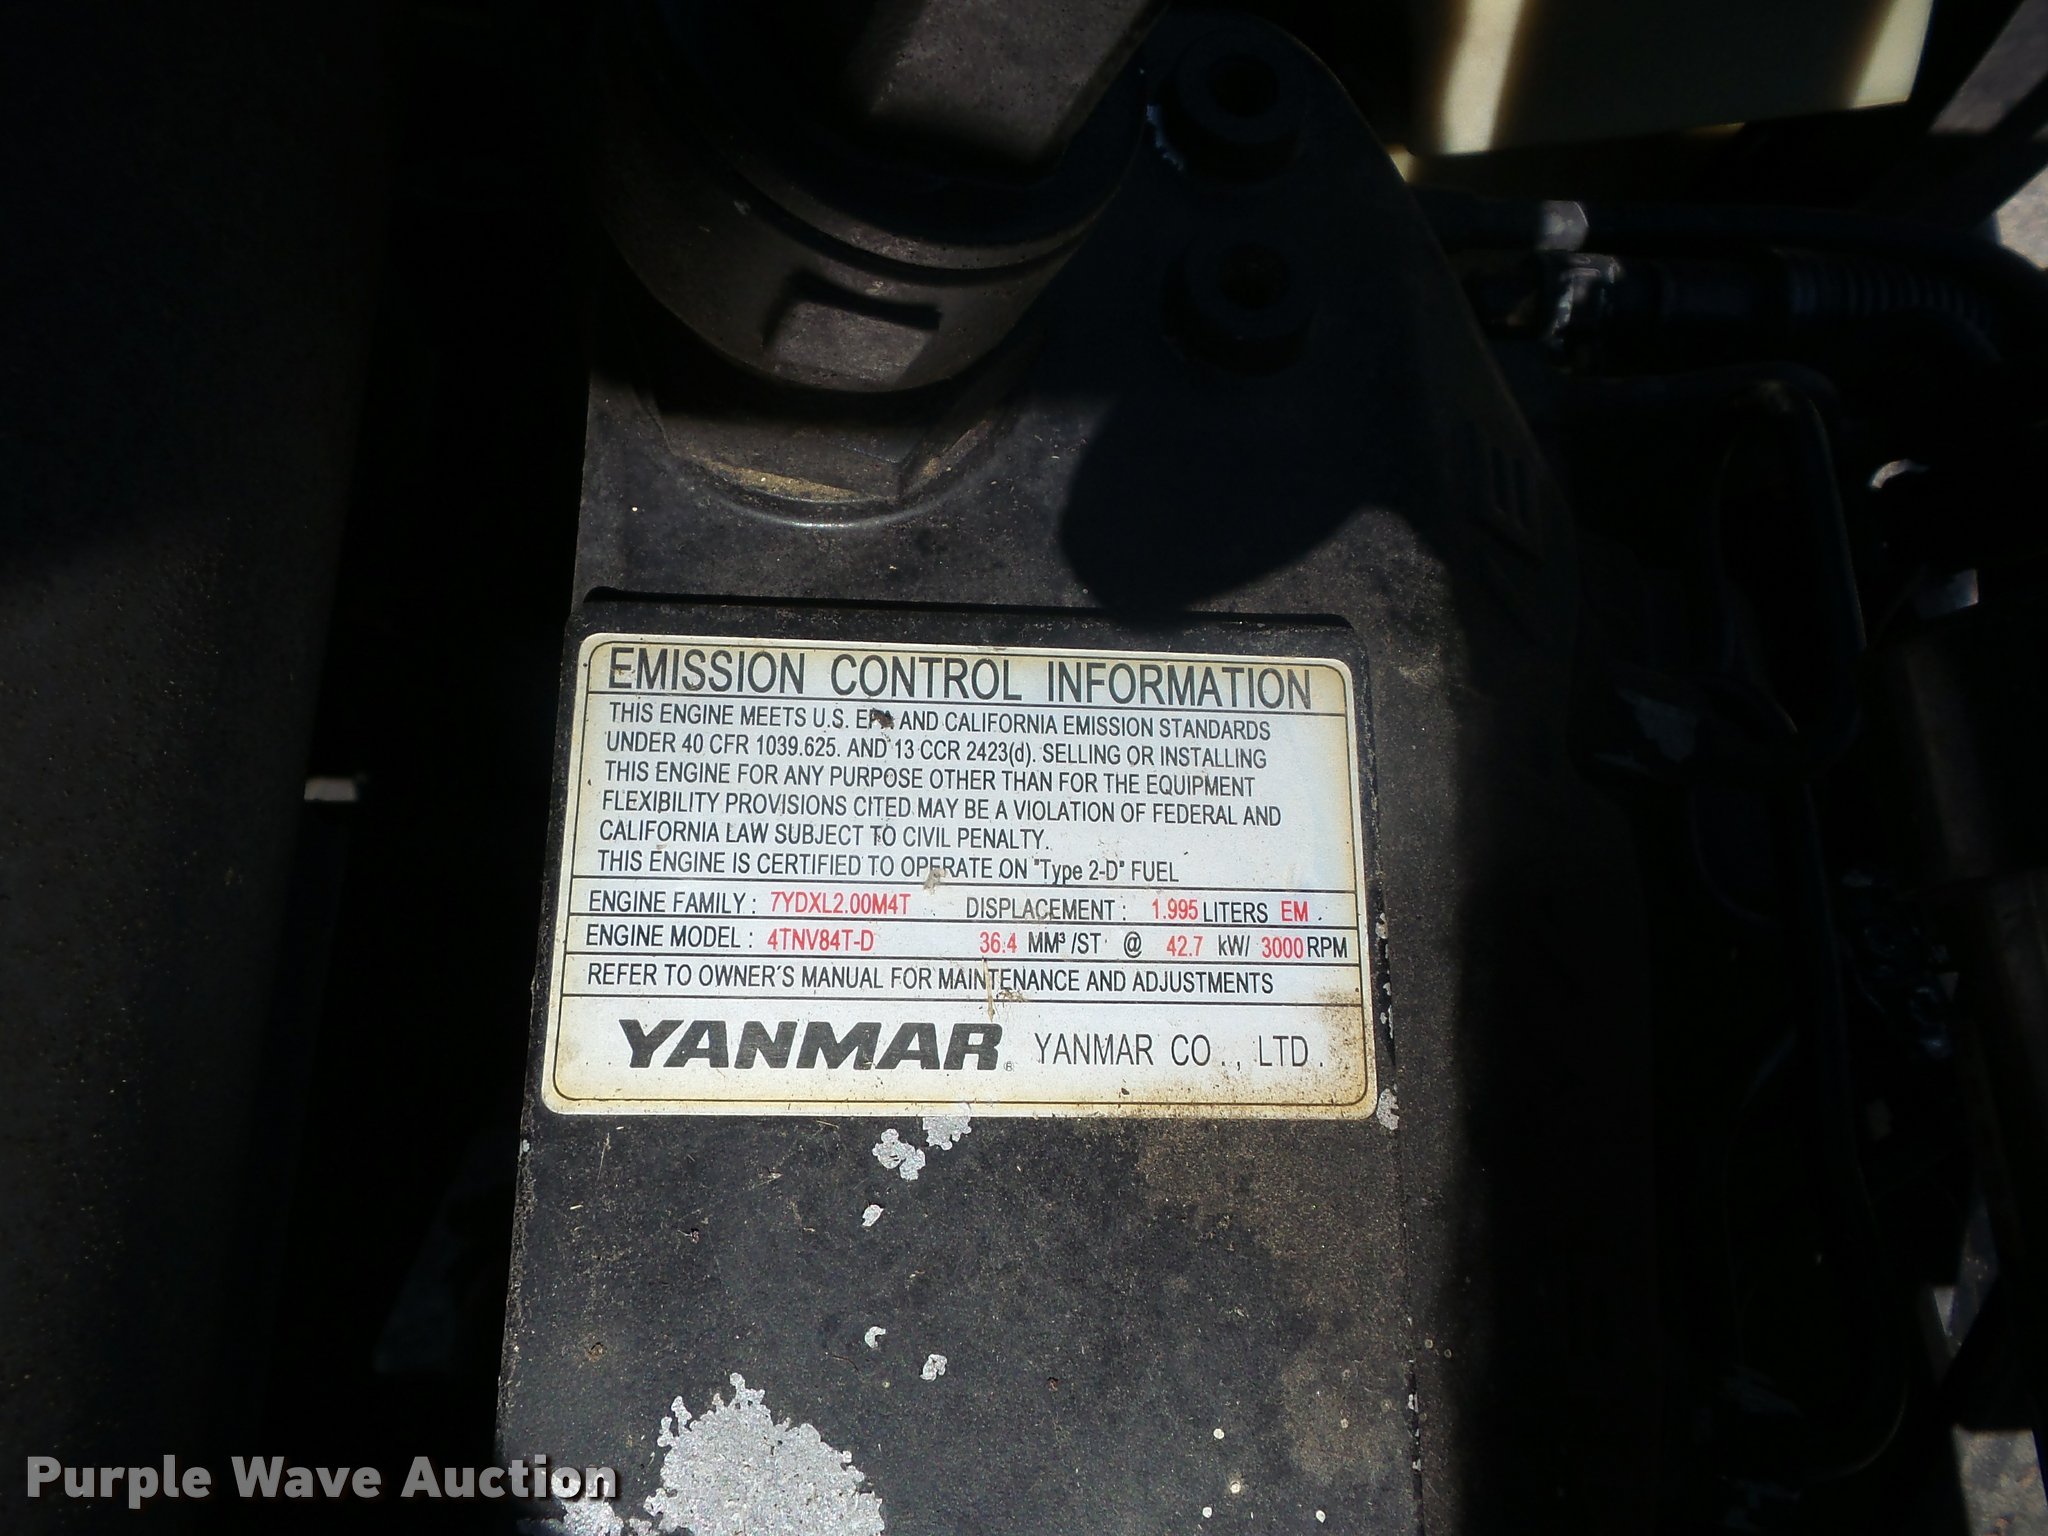 EMISSION CONTROL INFORMATION
THIS ENGINE MEETS U.S. EPA AND CALIFORNIA EMISSION STANDARDS
UNDER 40 CFR 1039.625. AND 13 CCR 2423(d). SELLING OR INSTALLING
THIS ENGINE FOR ANY PURPOSE OTHER THAN FOR THE EQUIPMENT
FLEXIBILITY PROVISIONS CITED MAY BE A VIOLATION OF FEDERAL AND
CALIFORNIA LAW SUBJECT TO CIVIL PENALTY.
THIS ENGINE IS CERTIFIED TO OPERATE ON "Type 2-D" FUEL
ENGINE FAMILY : 7YDXL2.00M4T DISPLACEMENT : 1.995 LITERS EM .
ENGINE MODEL : 4TNV84T-D 36.4 MM³ /ST @ 42.7 kW/ 3000 RPM
REFER TO OWNER'S MANUAL FOR MAINTENANCE AND ADJUSTMENTS
YANMAR® YANMAR CO., LTD.
Purple Wave Auction